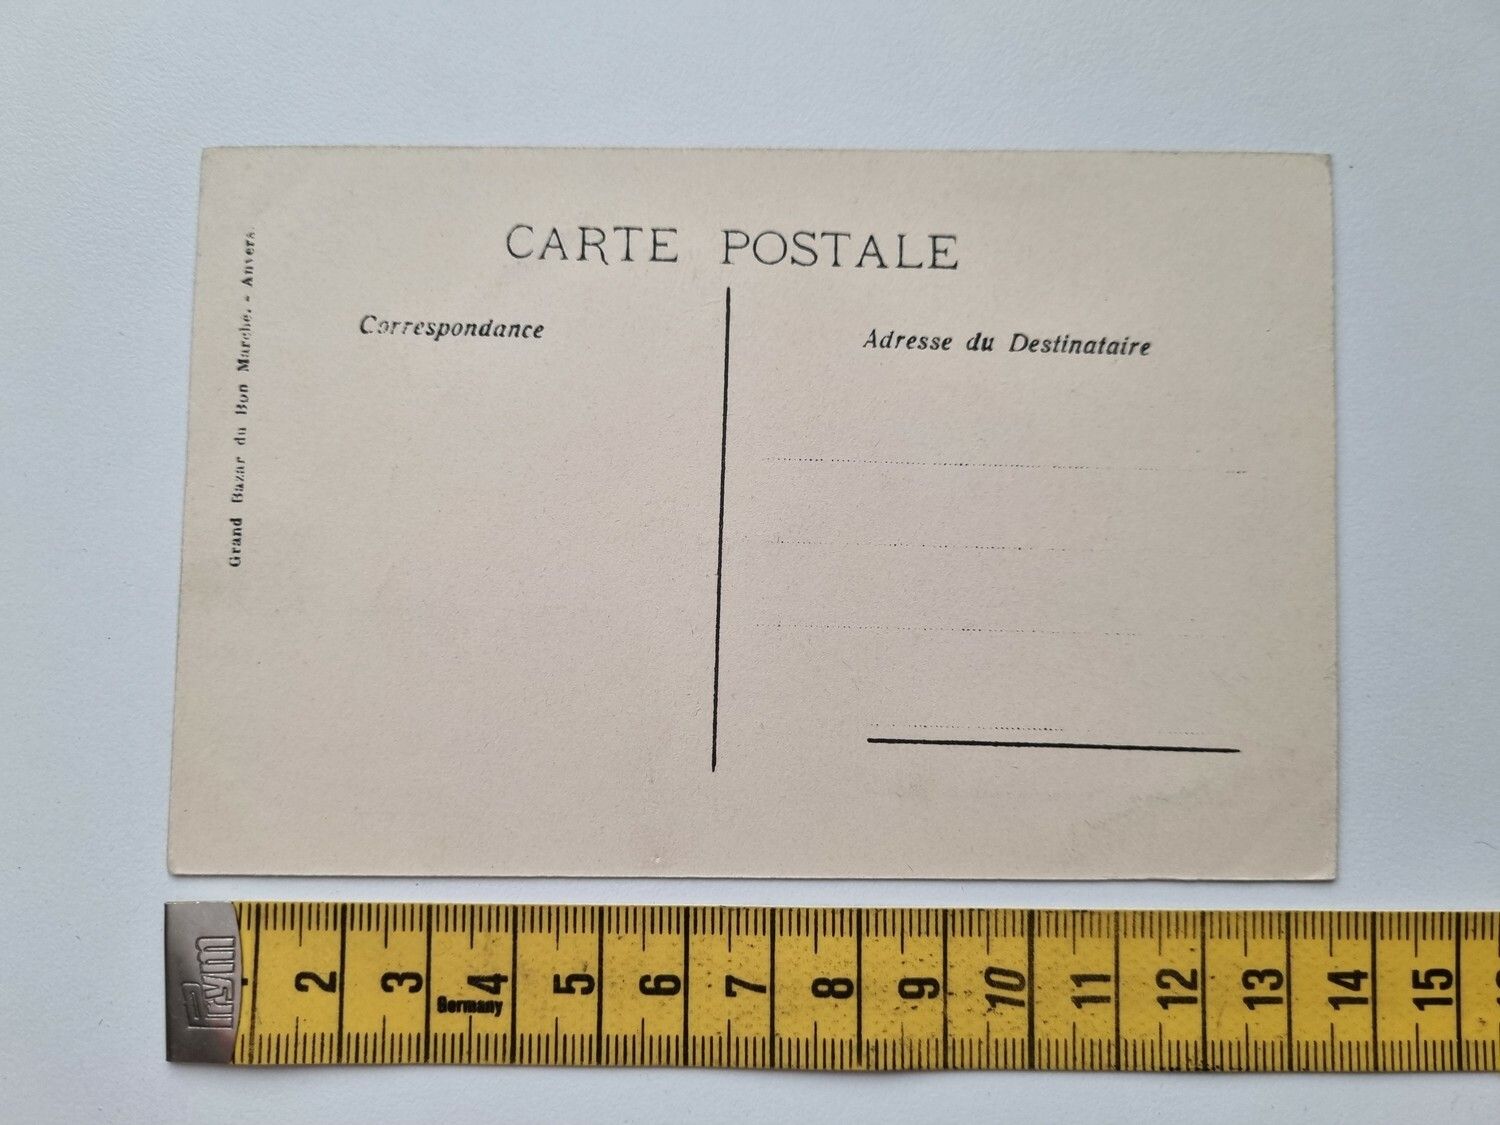 CARTE POSTALE
Correspondance
Adresse du Destinataire
Grand Bazar du Bon Marche. - Anvers.
Prym
2 3 4 5 6 7 8 9 10 11 12 13 14 15
Germany